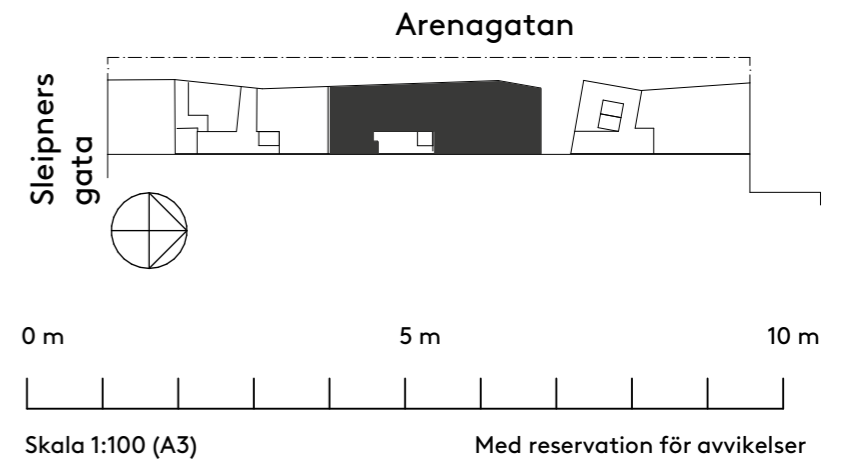 Arenagatan
Sleipners
gata
0 m 5 m 10 m
Skala 1:100 (A3) Med reservation för avvikelser